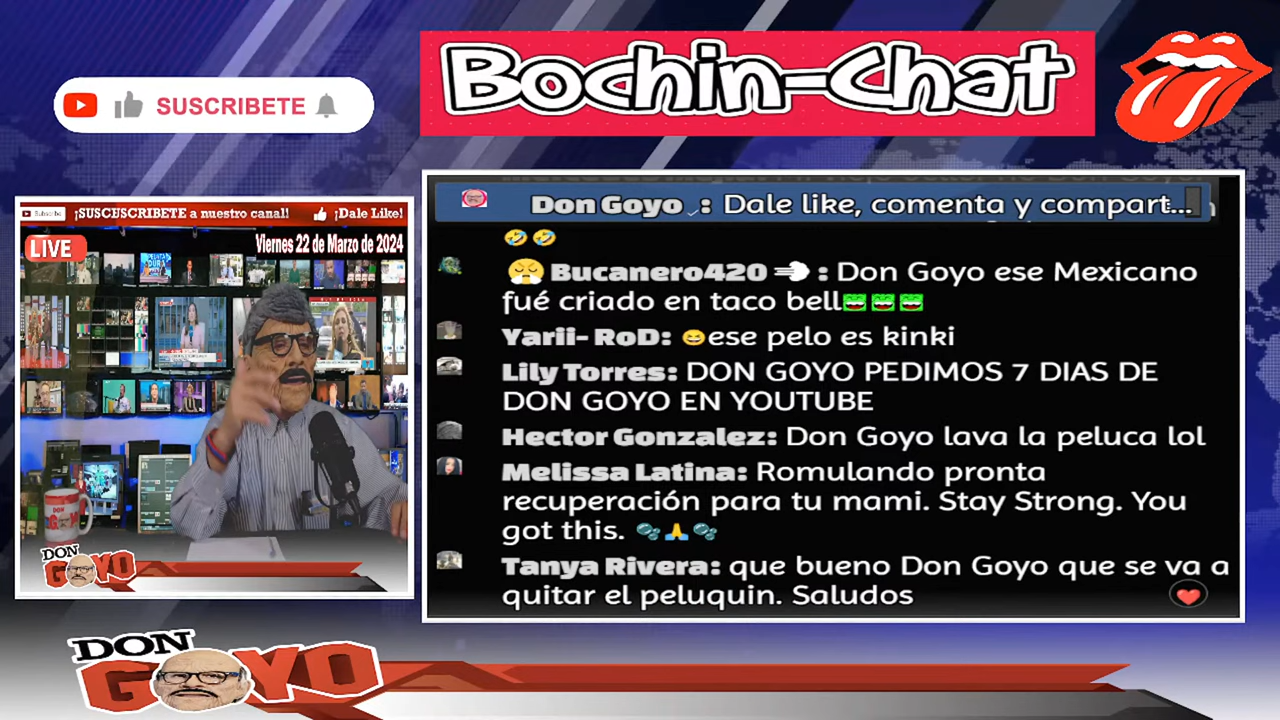 Bochin-Chat
SUSCRIBETE
Subscribe
¡SUSCUSCRIBETE a nuestro canal!
¡Dale Like!
LIVE
Viernes 22 de Marzo de 2024
DON
GOYO
Don Goyo : Dale like, comenta y compart...
🤣🤣
😤Bucanero420💨 : Don Goyo ese Mexicano
fué criado en taco bell
Yarii- RoD: 😆ese pelo es kinki
Lily Torres: DON GOYO PEDIMOS 7 DIAS DE
DON GOYO EN YOUTUBE
Hector Gonzalez: Don Goyo lava la peluca lol
Melissa Latina: Romulando pronta
recuperación para tu mami. Stay Strong. You
got this. 🫧🙏🫧
Tanya Rivera: que bueno Don Goyo que se va a
quitar el peluquin. Saludos
DON
GOYO